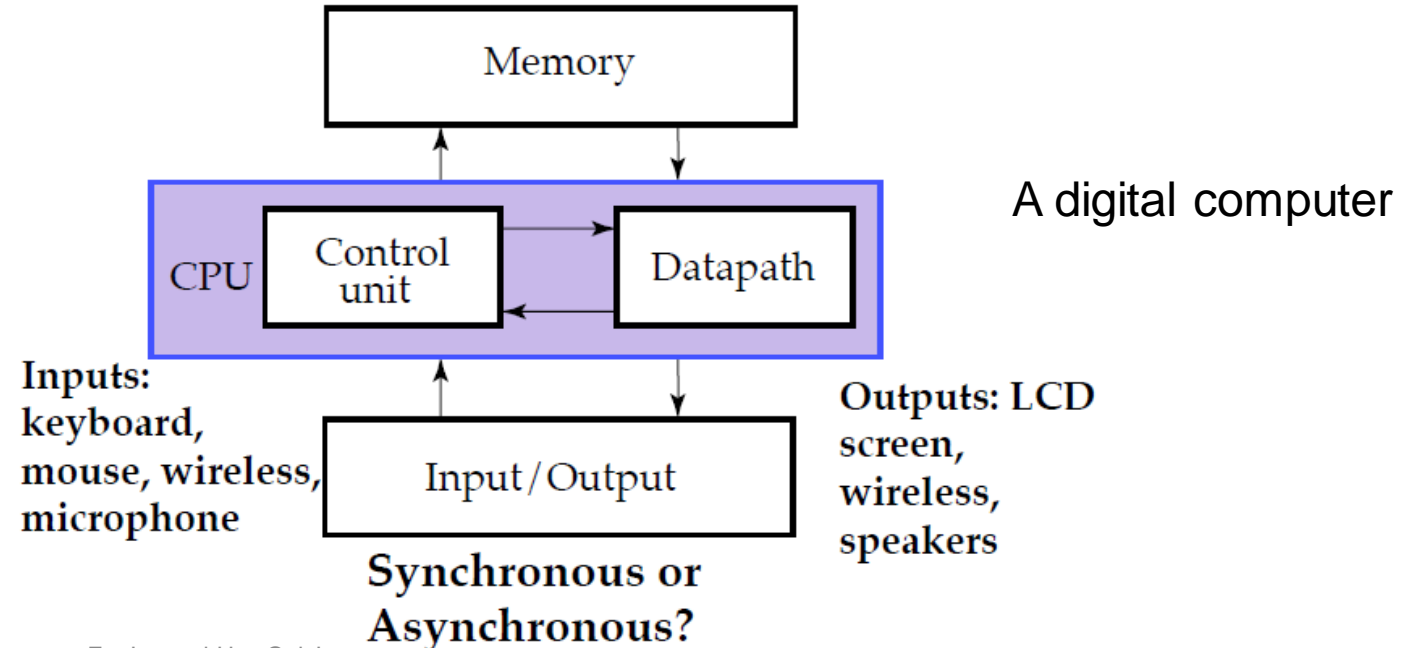 Memory
A digital computer
CPU
Control
unit
Datapath
Inputs:
keyboard,
mouse, wireless,
microphone
Input/Output
Outputs: LCD
screen,
wireless,
speakers
Synchronous or
Asynchronous?